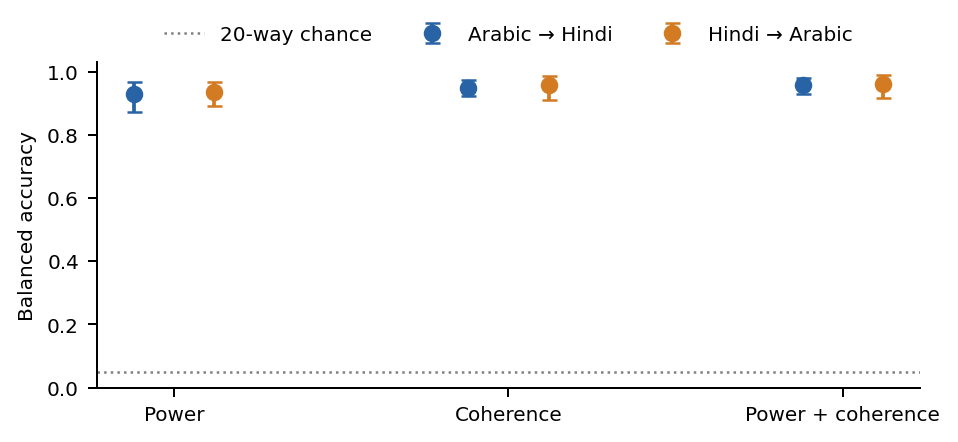 20-way chance Arabic → Hindi Hindi → Arabic
Balanced accuracy
1.0
0.8
0.6
0.4
0.2
0.0
Power Coherence Power + coherence